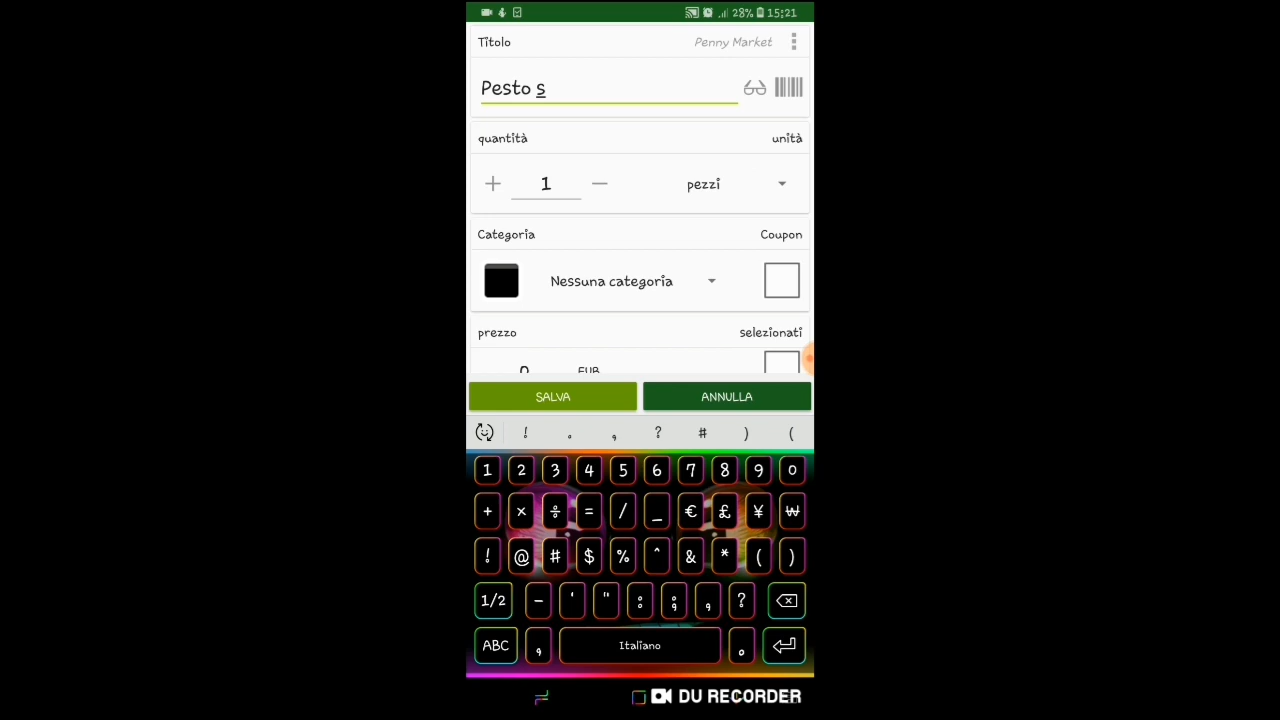 28% 15:21
Titolo Penny Market
Pesto s
quantità unità
+ 1 − pezzi
Categoria Coupon
Nessuna categoria
prezzo selezionati
0 EUR
SALVA ANNULLA
! . , ? # ) (
1 2 3 4 5 6 7 8 9 0
+ × ÷ = / _ € £ ¥ ₩
! @ # $ % ^ & * ( )
1/2 - ' " : ; , ?
ABC , Italiano .
DU RECORDER